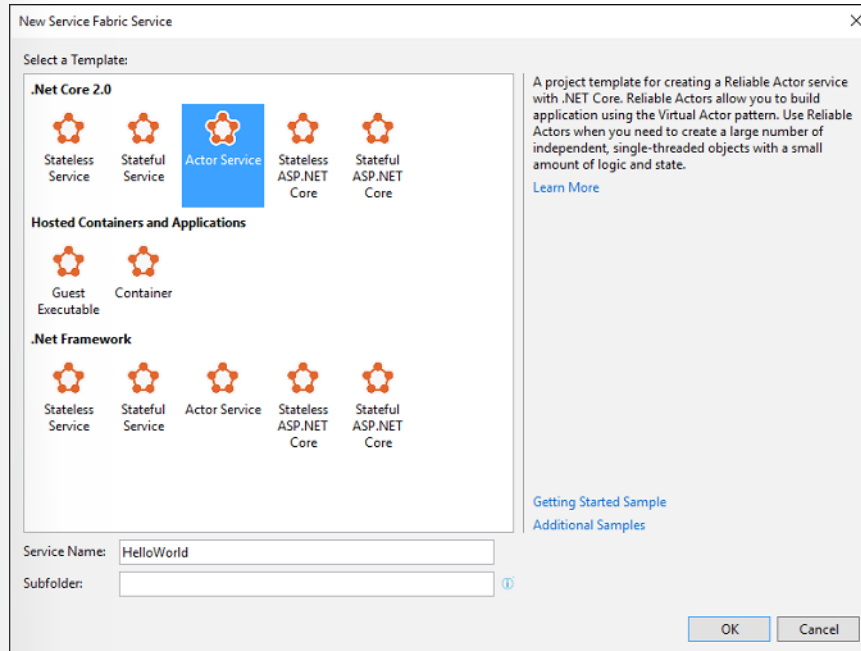 New Service Fabric Service
Select a Template:
.Net Core 2.0
Stateless
Service
Stateful
Service
Actor Service
Stateless
ASP.NET
Core
Stateful
ASP.NET
Core
Hosted Containers and Applications
Guest
Executable
Container
.Net Framework
Stateless
Service
Stateful
Service
Actor Service
Stateless
ASP.NET
Core
Stateful
ASP.NET
Core
A project template for creating a Reliable Actor service
with .NET Core. Reliable Actors allow you to build
application using the Virtual Actor pattern. Use Reliable
Actors when you need to create a large number of
independent, single-threaded objects with a small
amount of logic and state.
Learn More
Getting Started Sample
Additional Samples
Service Name: HelloWorld
Subfolder:
OK
Cancel